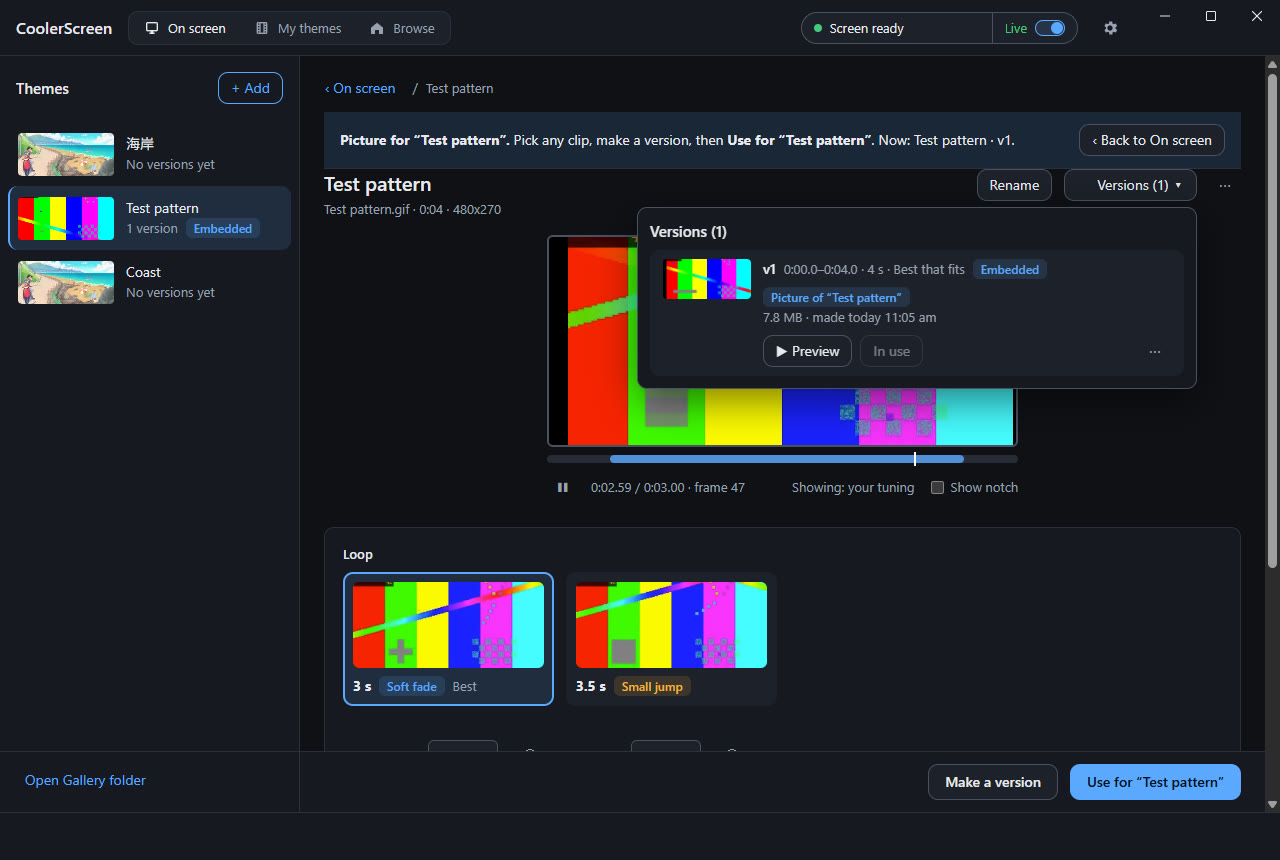 CoolerScreen
On screen
My themes
Browse
Screen ready
Live
Themes
+ Add
海岸
No versions yet
Test pattern
1 version Embedded
Coast
No versions yet
Open Gallery folder
‹ On screen / Test pattern
Picture for “Test pattern”. Pick any clip, make a version, then Use for “Test pattern”. Now: Test pattern · v1.
‹ Back to On screen
Test pattern
Rename
Versions (1) ▾
···
Test pattern.gif · 0:04 · 480x270
Versions (1)
v1 0:00.0–0:04.0 · 4 s · Best that fits Embedded
Picture of “Test pattern”
7.8 MB · made today 11:05 am
Preview
In use
···
0:02.59 / 0:03.00 · frame 47
Showing: your tuning
Show notch
Loop
3 s Soft fade Best
3.5 s Small jump
Make a version
Use for “Test pattern”